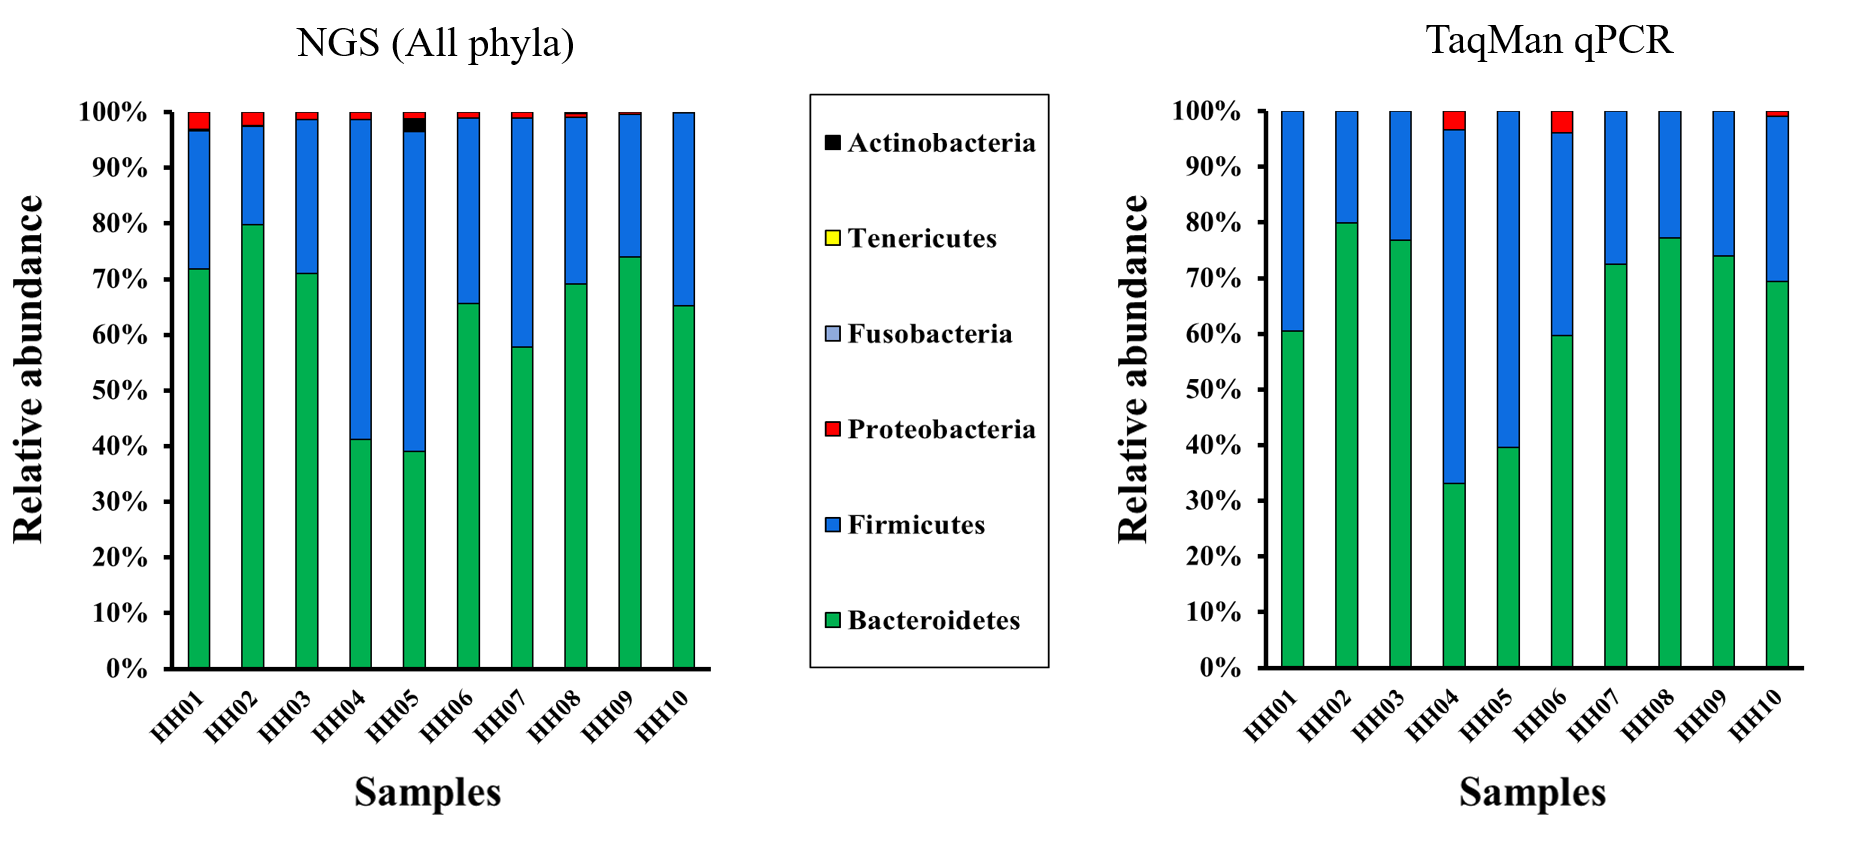 NGS (All phyla)
Relative abundance
100%
90%
80%
70%
60%
50%
40%
30%
20%
10%
0%
HH01
HH02
HH03
HH04
HH05
HH06
HH07
HH08
HH09
HH10
Samples
Actinobacteria
Tenericutes
Fusobacteria
Proteobacteria
Firmicutes
Bacteroidetes
TaqMan qPCR
Relative abundance
100%
90%
80%
70%
60%
50%
40%
30%
20%
10%
0%
HH01
HH02
HH03
HH04
HH05
HH06
HH07
HH08
HH09
HH10
Samples